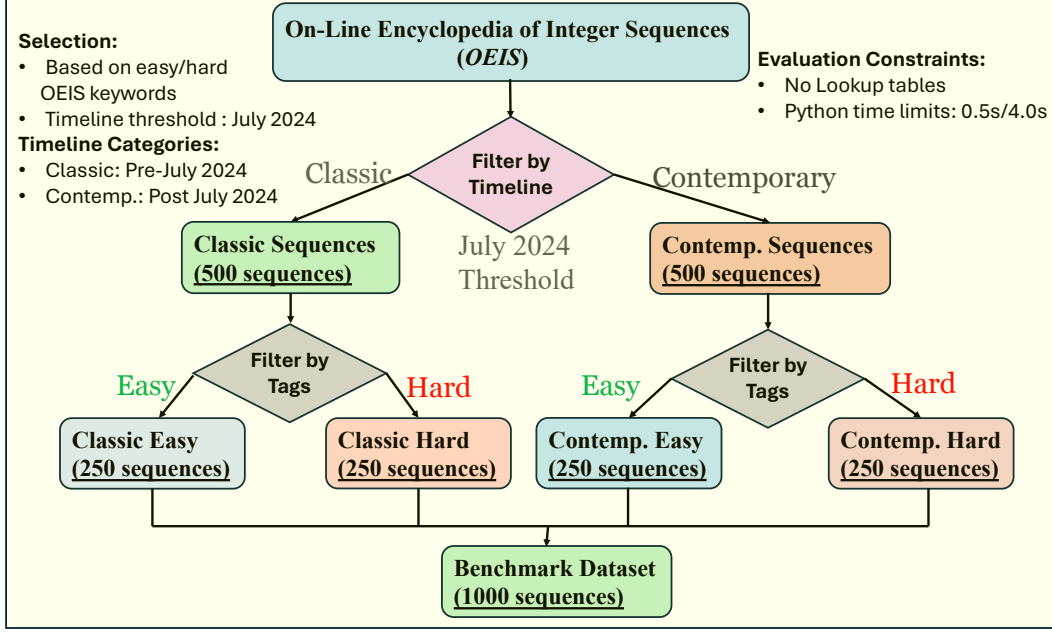 On-Line Encyclopedia of Integer Sequences
(OEIS)
Selection:
• Based on easy/hard
OEIS keywords
• Timeline threshold : July 2024
Timeline Categories:
• Classic: Pre-July 2024
• Contemp.: Post July 2024
Evaluation Constraints:
• No Lookup tables
• Python time limits: 0.5s/4.0s
Filter by
Timeline
Classic
Contemporary
July 2024
Threshold
Classic Sequences
(500 sequences)
Contemp. Sequences
(500 sequences)
Filter by
Tags
Easy
Hard
Filter by
Tags
Easy
Hard
Classic Easy
(250 sequences)
Classic Hard
(250 sequences)
Contemp. Easy
(250 sequences)
Contemp. Hard
(250 sequences)
Benchmark Dataset
(1000 sequences)